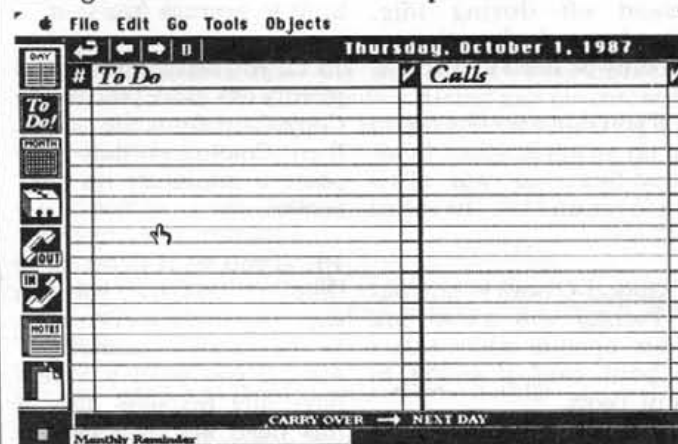 File Edit Go Tools Objects
Thursday, October 1, 1987
DAY
# To Do √ Calls √
To Do!
MONTH
OUT
IN
NOTES
CARRY OVER → NEXT DAY
Monthly Reminder